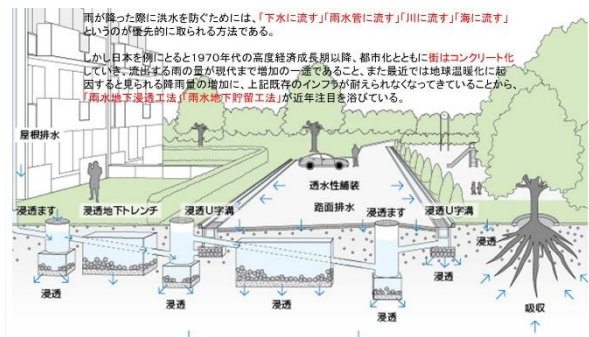 雨が降った際に洪水を防ぐためには、「下水に流す」「雨水管に流す」「川に流す」「海に流す」
というのが優先的に取られる方法である。
しかし日本を例にとると1970年代の高度経済成長期以降、都市化とともに街はコンクリート化
していき、流出する雨の量が現代まで増加の一途であること、また最近では地球温暖化に起
因すると見られる降雨量の増加に、上記既存のインフラが耐えられなくなってきていることから、
「雨水地下浸透工法」「雨水地下貯留工法」が近年注目を浴びている。
屋根排水
透水性舗装
浸透ます
浸透地下トレンチ
浸透U字溝
路面排水
浸透ます
浸透U字溝
浸透
浸透
浸透
浸透
浸透
浸透
浸透
吸収